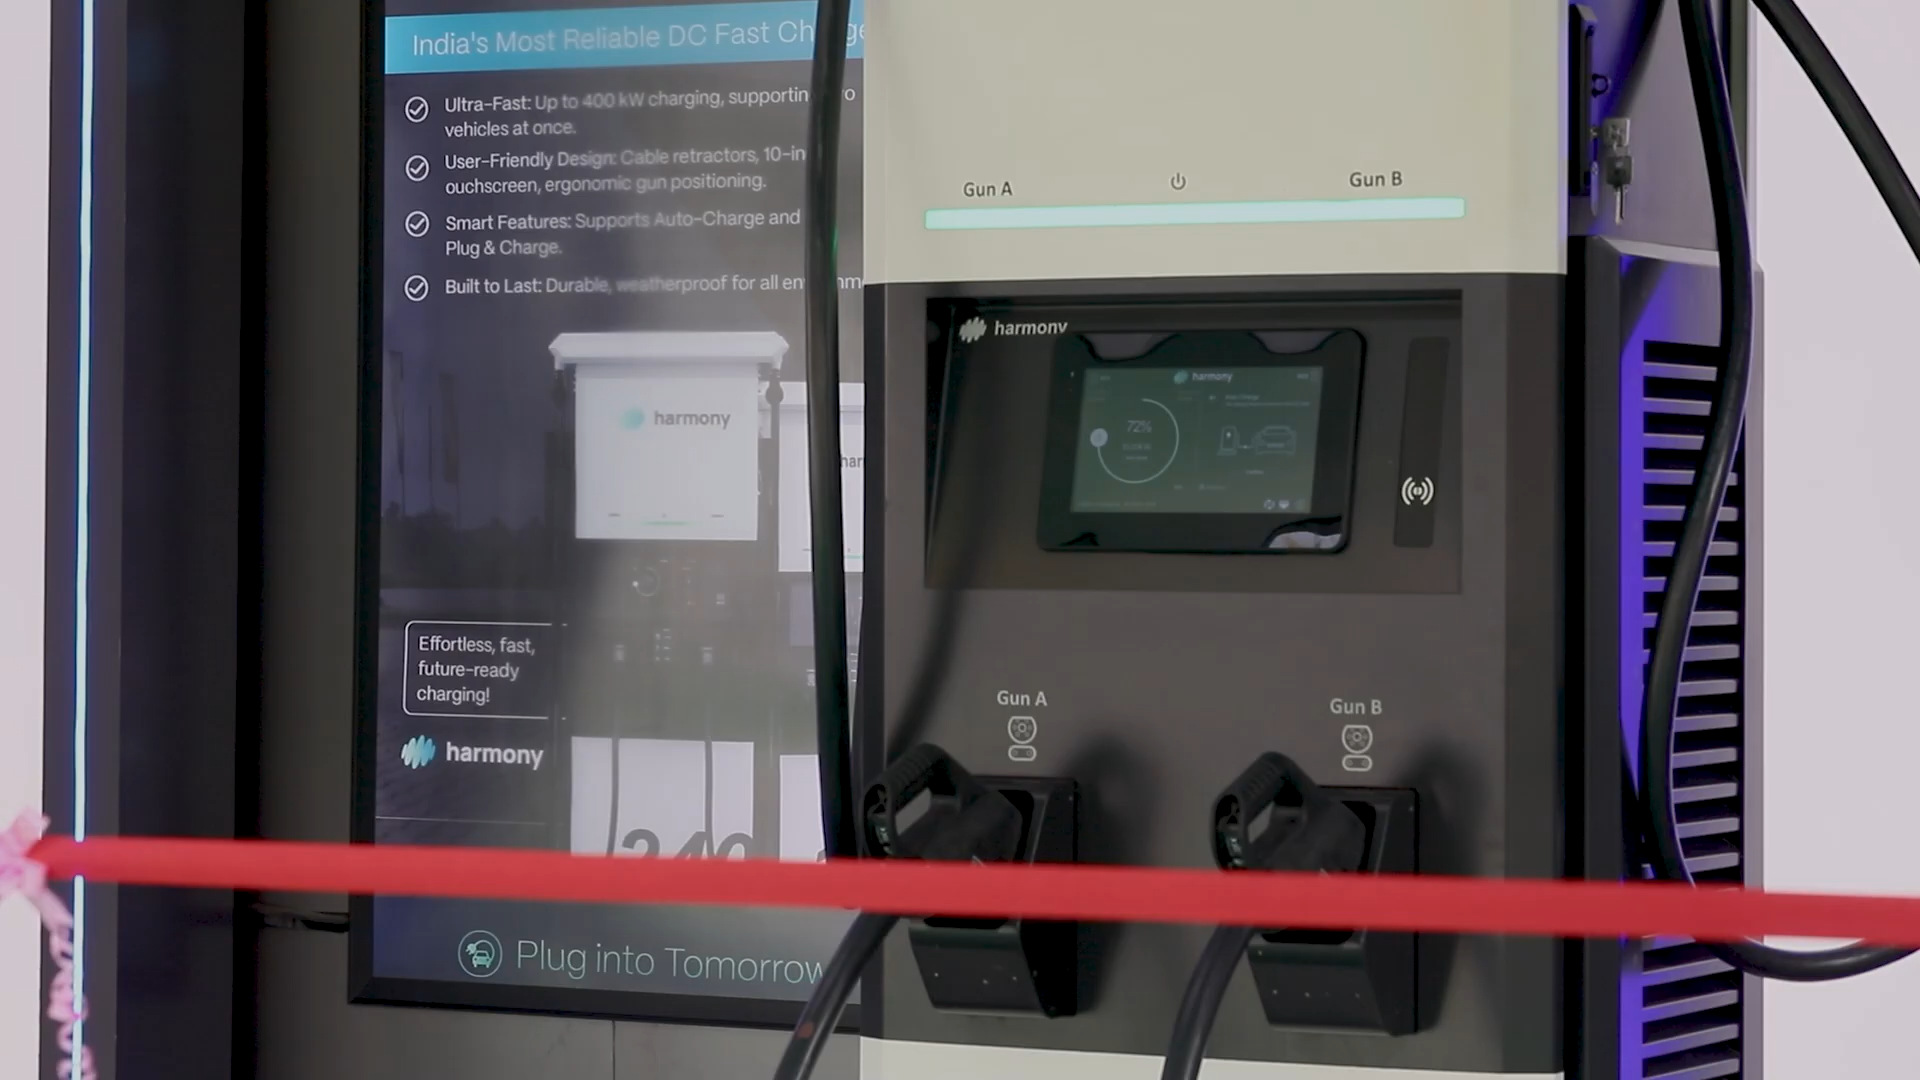 India's Most Reliable DC Fast
Ultra-Fast: Up to 400 kW charging, supporting
vehicles at once.
User-Friendly Design: Cable retractors, 10-in
ouchscreen, ergonomic gun positioning.
Smart Features: Supports Auto-Charge and
Plug & Charge.
Built to Last: Durable, weatherproof for all
harmony
har
Effortless, fast,
future-ready
charging!
harmony
240
Plug into Tomorrow
Gun A
Gun B
harmony
harmony
72%
Gun A
Gun B